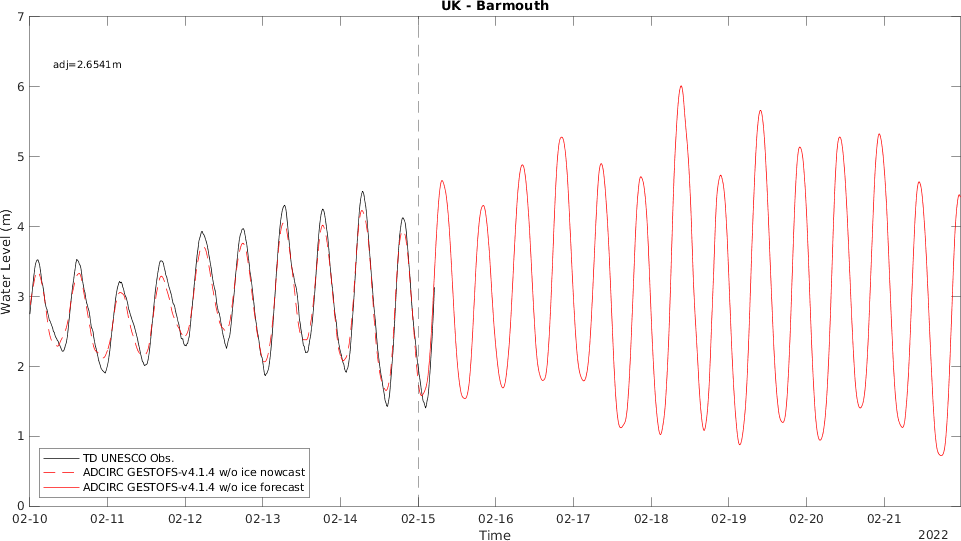 UK - Barmouth
7
adj=2.6541m
6
5
4
3
2
1
0
Water Level (m)
TD UNESCO Obs.
ADCIRC GESTOFS-v4.1.4 w/o ice nowcast
ADCIRC GESTOFS-v4.1.4 w/o ice forecast
02-10 02-11 02-12 02-13 02-14 02-15 02-16 02-17 02-18 02-19 02-20 02-21
Time
2022